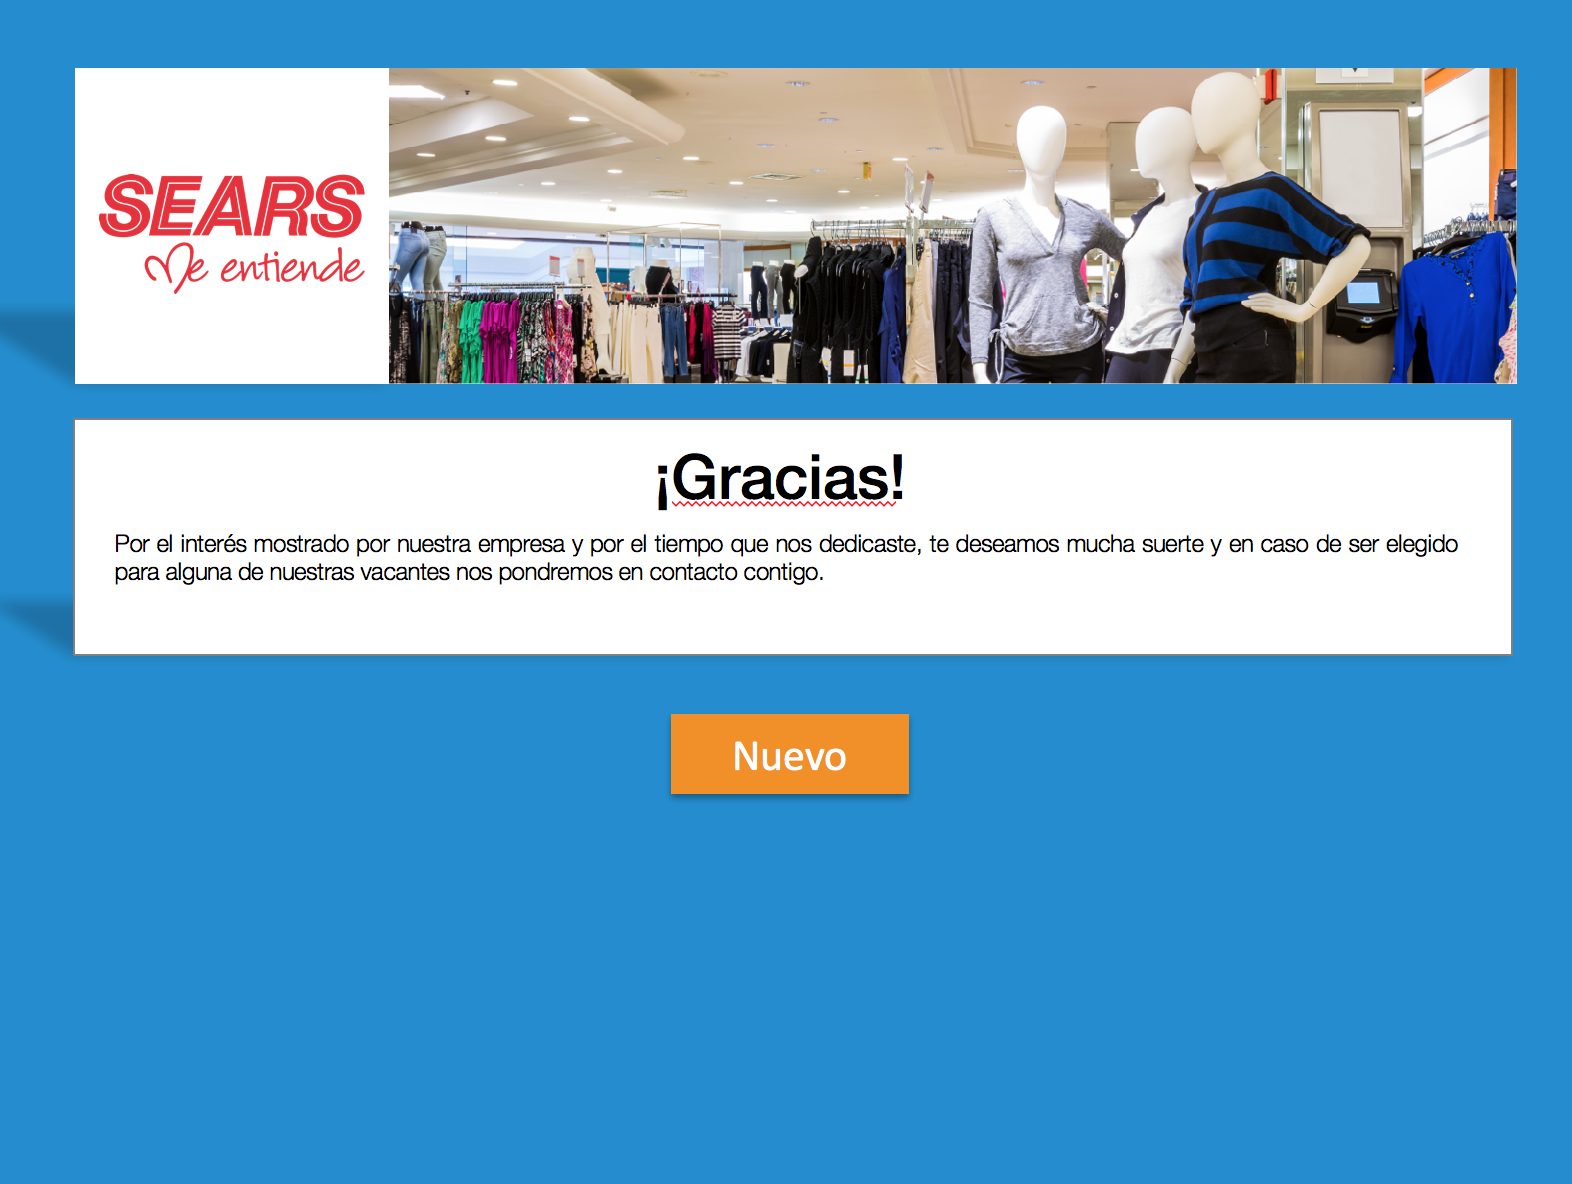 SEARS
Me entiende
¡Gracias!
Por el interés mostrado por nuestra empresa y por el tiempo que nos dedicaste, te deseamos mucha suerte y en caso de ser elegido
para alguna de nuestras vacantes nos pondremos en contacto contigo.
Nuevo